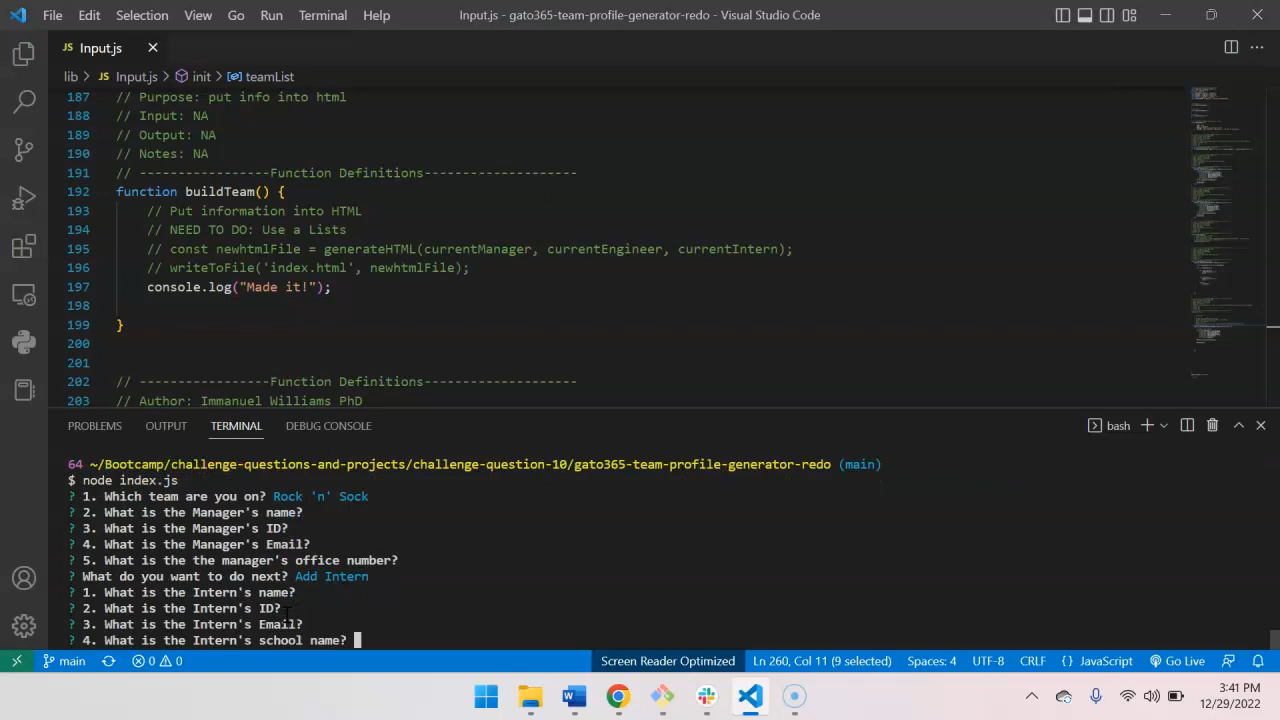 File Edit Selection View Go Run Terminal Help Input.js - gato365-team-profile-generator-redo - Visual Studio Code
JS Input.js
lib > JS Input.js > init > teamList
187 // Purpose: put info into html
188 // Input: NA
189 // Output: NA
190 // Notes: NA
191 // -----------------Function Definitions--------------------
192 function buildTeam() {
193 // Put information into HTML
194 // NEED TO DO: Use a Lists
195 // const newhtmlFile = generateHTML(currentManager, currentEngineer, currentIntern);
196 // writeToFile('index.html', newhtmlFile);
197 console.log("Made it!");
198
199 }
200
201
202 // -----------------Function Definitions--------------------
203 // Author: Immanuel Williams PhD
PROBLEMS OUTPUT TERMINAL DEBUG CONSOLE bash
64 ~/Bootcamp/challenge-questions-and-projects/challenge-question-10/gato365-team-profile-generator-redo (main)
$ node index.js
? 1. Which team are you on? Rock 'n' Sock
? 2. What is the Manager's name?
? 3. What is the Manager's ID?
? 4. What is the Manager's Email?
? 5. What is the the manager's office number?
? What do you want to do next? Add Intern
? 1. What is the Intern's name?
? 2. What is the Intern's ID?
? 3. What is the Intern's Email?
? 4. What is the Intern's school name?
main 0 0 Screen Reader Optimized Ln 260, Col 11 (9 selected) Spaces: 4 UTF-8 CRLF {} JavaScript Go Live
3:41 PM
12/29/2022